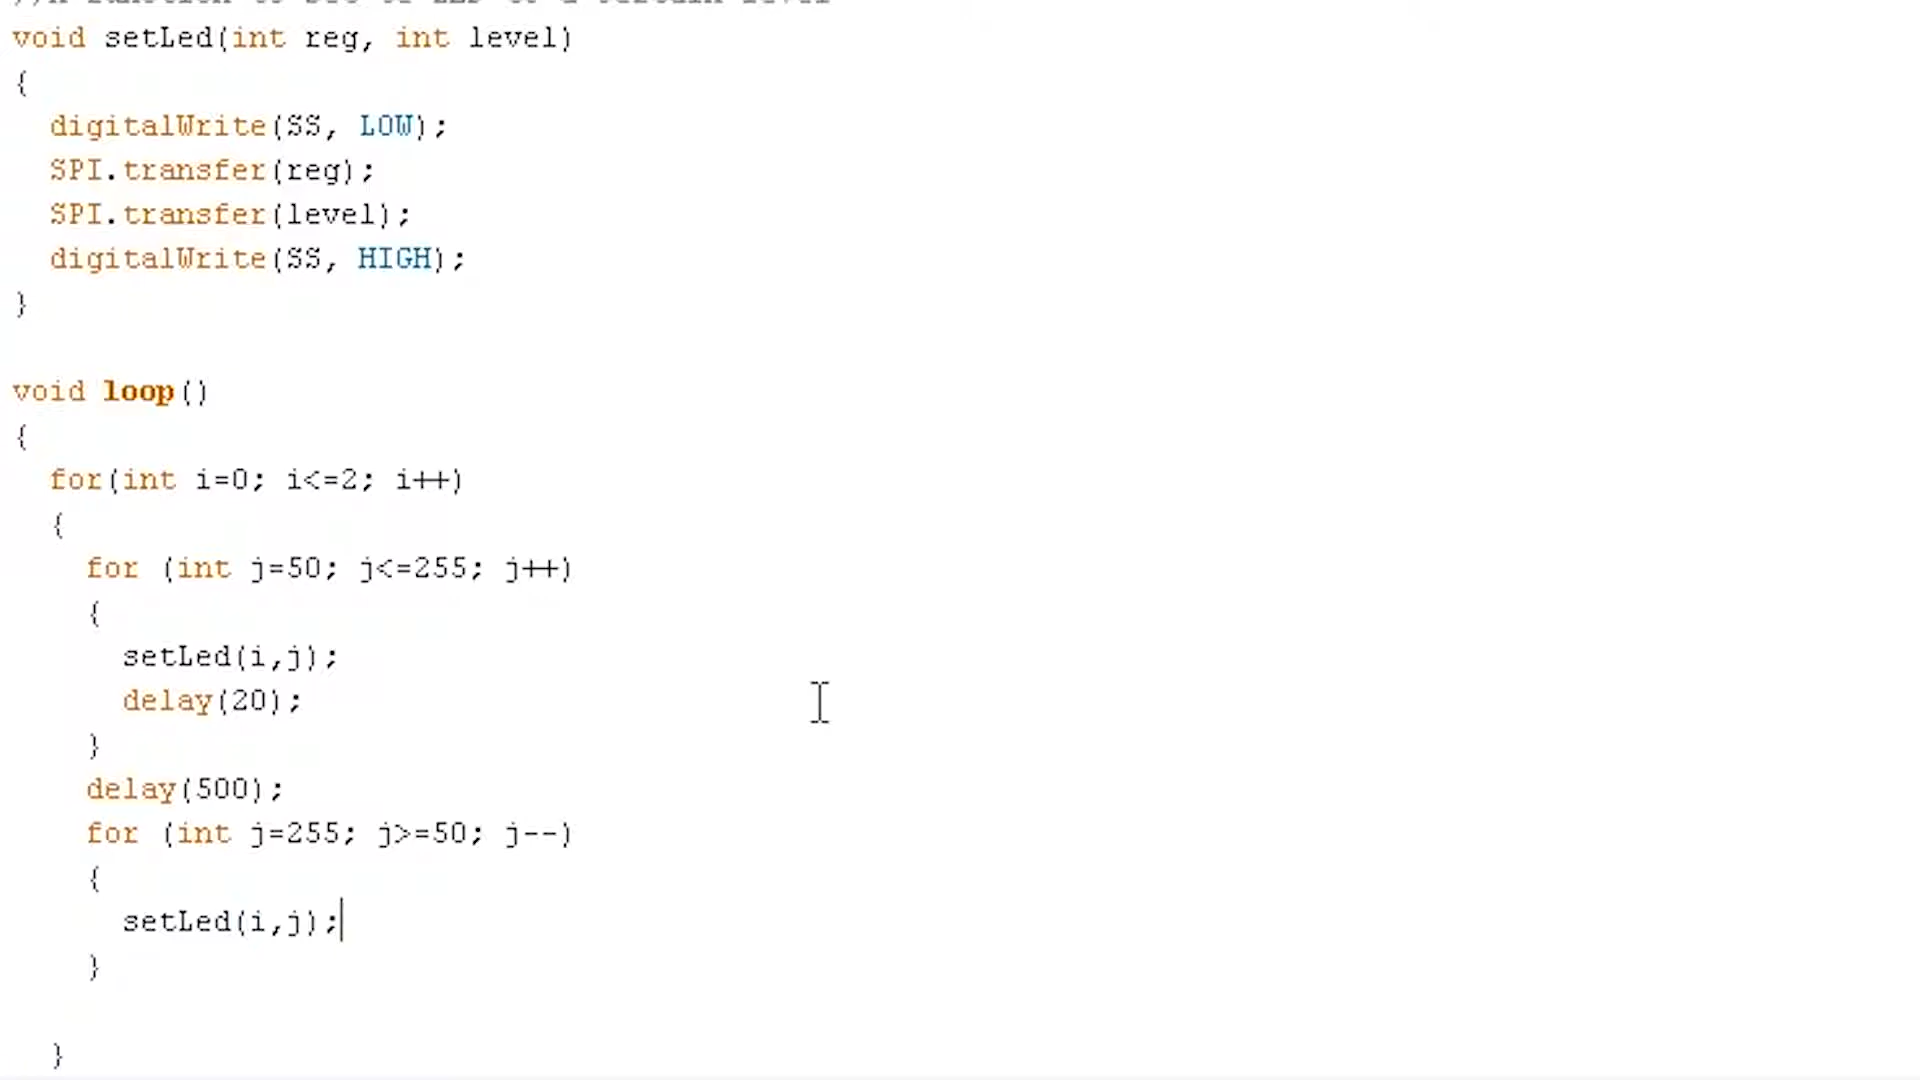 void setLed(int reg, int level)
{
  digitalWrite(SS, LOW);
  SPI.transfer(reg);
  SPI.transfer(level);
  digitalWrite(SS, HIGH);
}

void loop()
{
  for(int i=0; i<=2; i++)
  {
    for (int j=50; j<=255; j++)
    {
      setLed(i,j);
      delay(20);
    }
    delay(500);
    for (int j=255; j>=50; j--)
    {
      setLed(i,j);
    }

  }